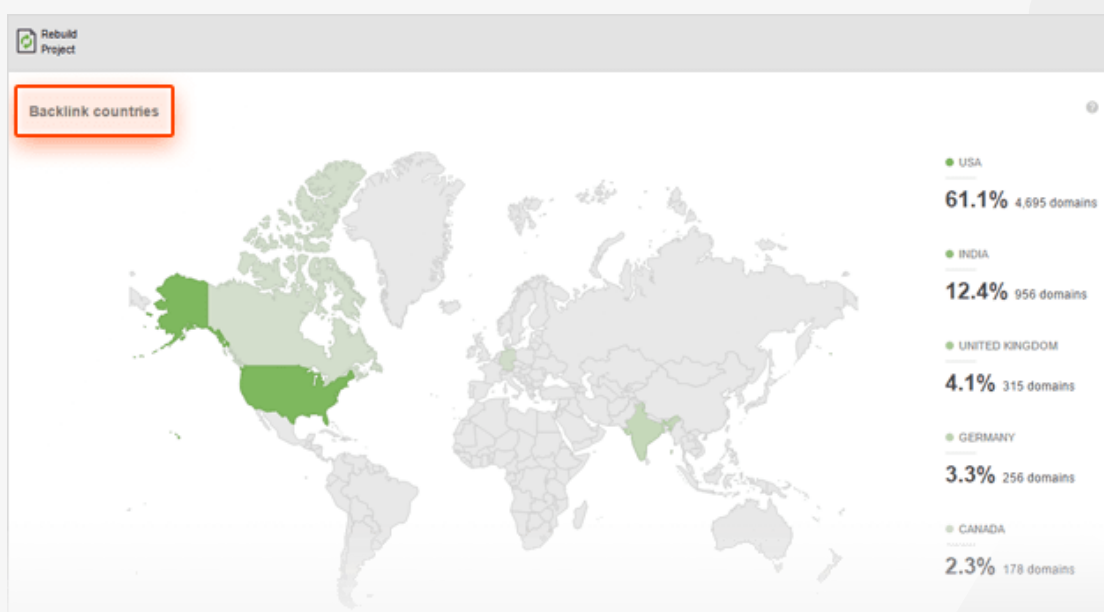 Rebuild
Project
Backlink countries
?
USA
61.1% 4,695 domains
INDIA
12.4% 956 domains
UNITED KINGDOM
4.1% 315 domains
GERMANY
3.3% 256 domains
CANADA
2.3% 178 domains